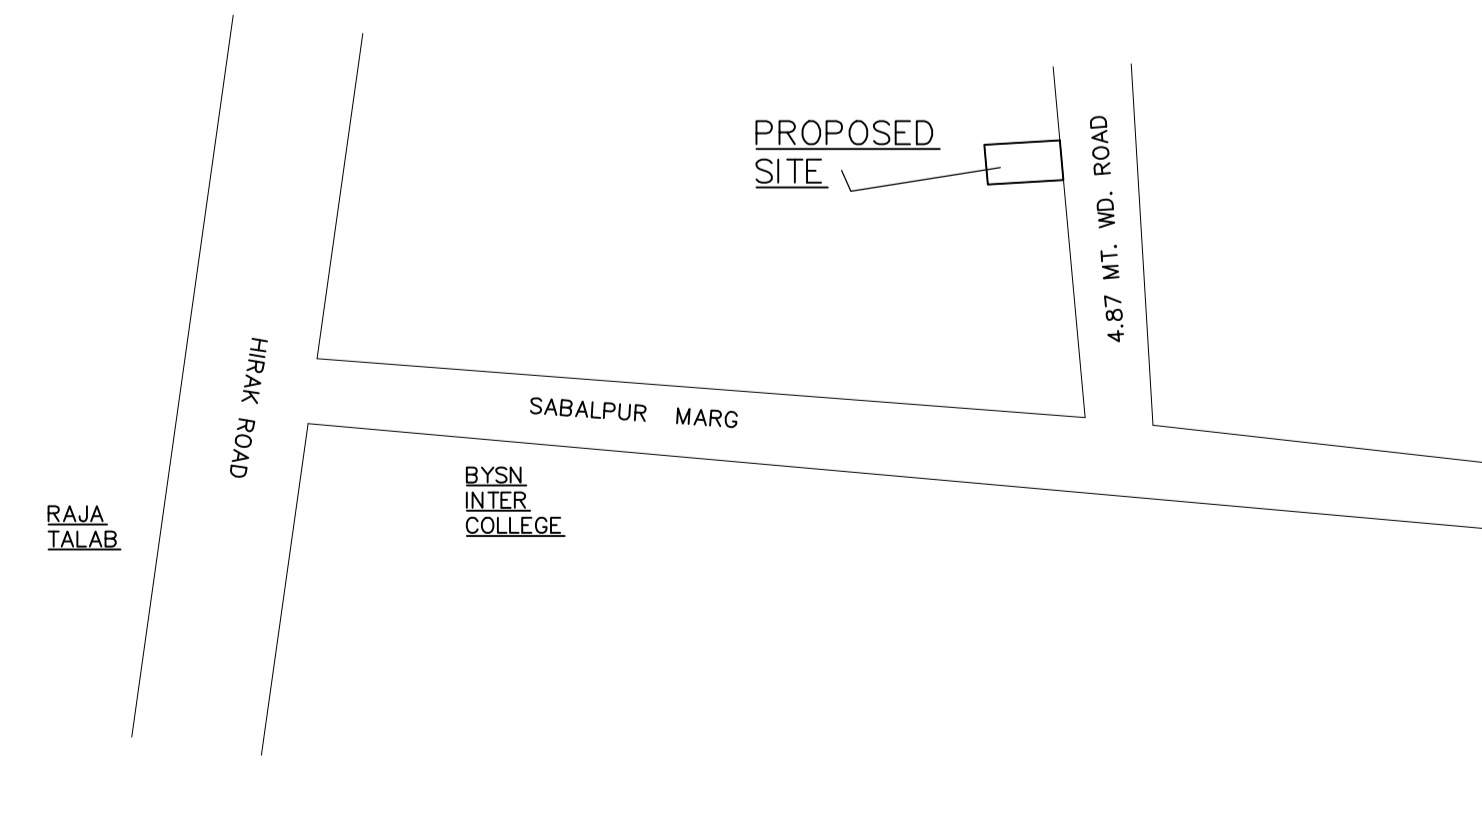 PROPOSED
SITE
4.87 MT. WD. ROAD
HIRAK ROAD
SABALPUR MARG
BYSN
INTER
COLLEGE
RAJA
TALAB